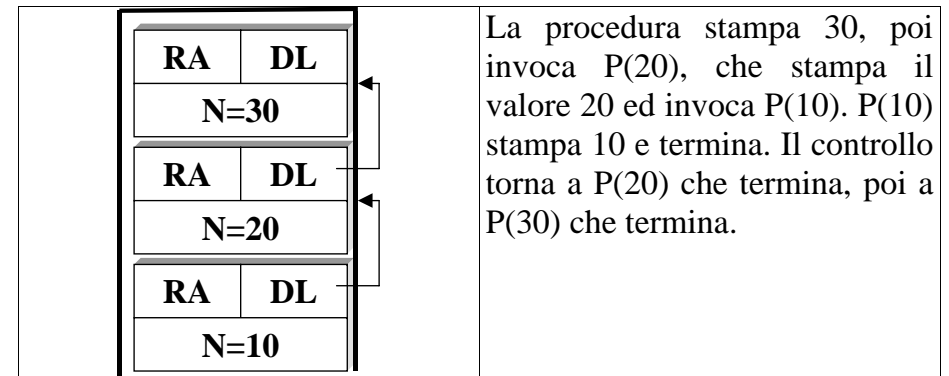 RA DL
N=30
RA DL
N=20
RA DL
N=10
La procedura stampa 30, poi
invoca P(20), che stampa il
valore 20 ed invoca P(10). P(10)
stampa 10 e termina. Il controllo
torna a P(20) che termina, poi a
P(30) che termina.